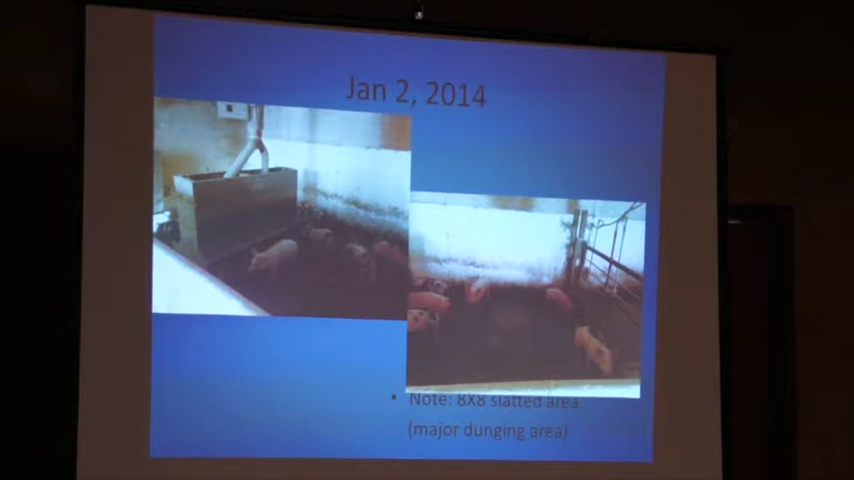 Jan 2, 2014
• Note: 8X8 slatted area
(major dunging area)